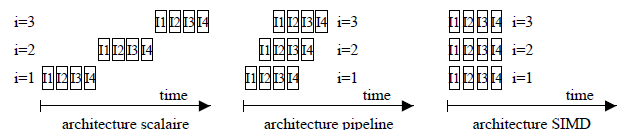 i=3 I1 I2 I3 I4 I1 I2 I3 I4 i=3 I1 I2 I3 I4 i=3
i=2 I1 I2 I3 I4 I1 I2 I3 I4 i=2 I1 I2 I3 I4 i=2
i=1 I1 I2 I3 I4 I1 I2 I3 I4 i=1 I1 I2 I3 I4 i=1
time time time
architecture scalaire architecture pipeline architecture SIMD